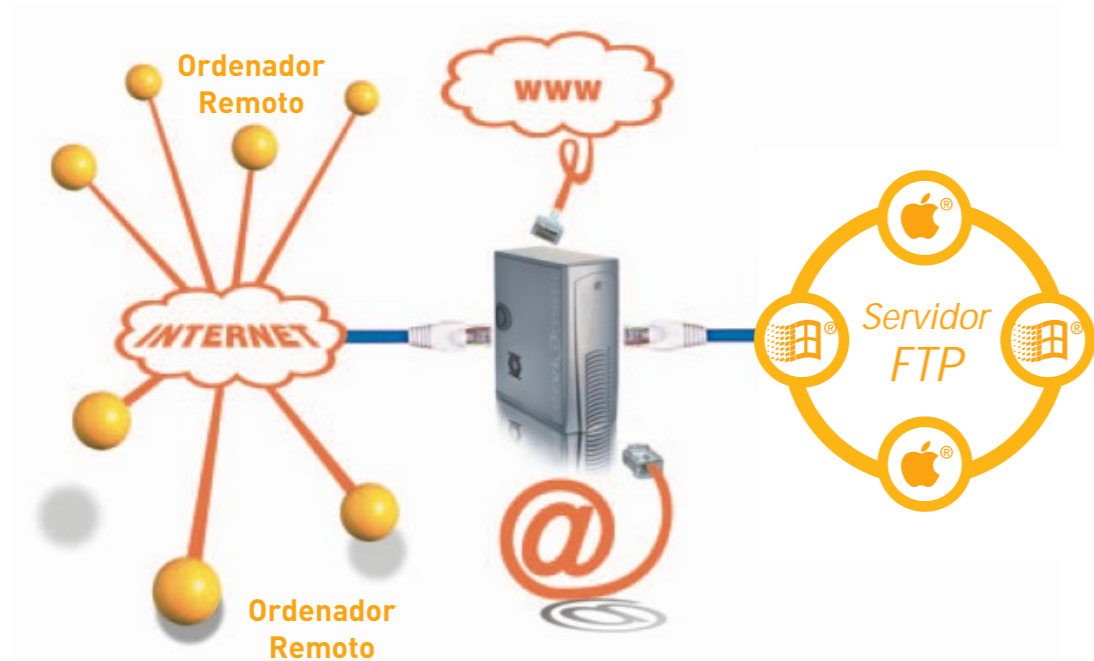 Ordenador
Remoto
www
INTERNET
Servidor
FTP
®
®
®
®
@
Ordenador
Remoto